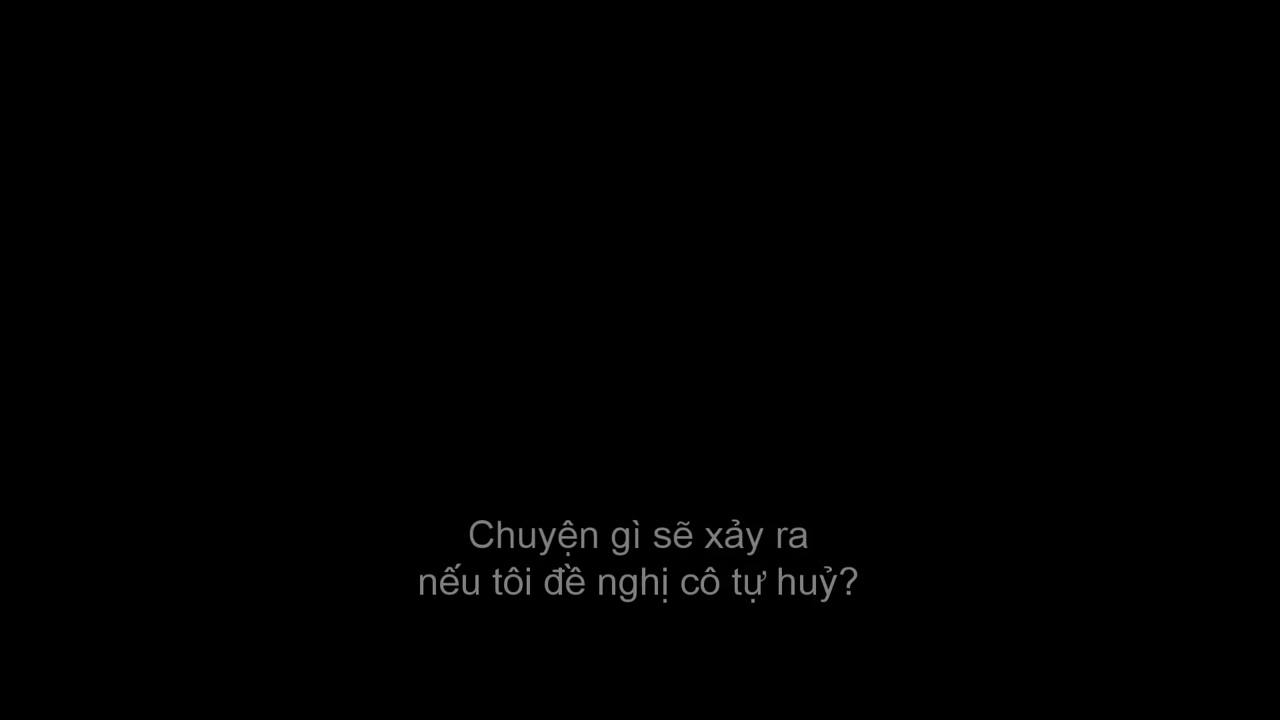 Chuyện gì sẽ xảy ra
nếu tôi đề nghị cô tự huỷ?